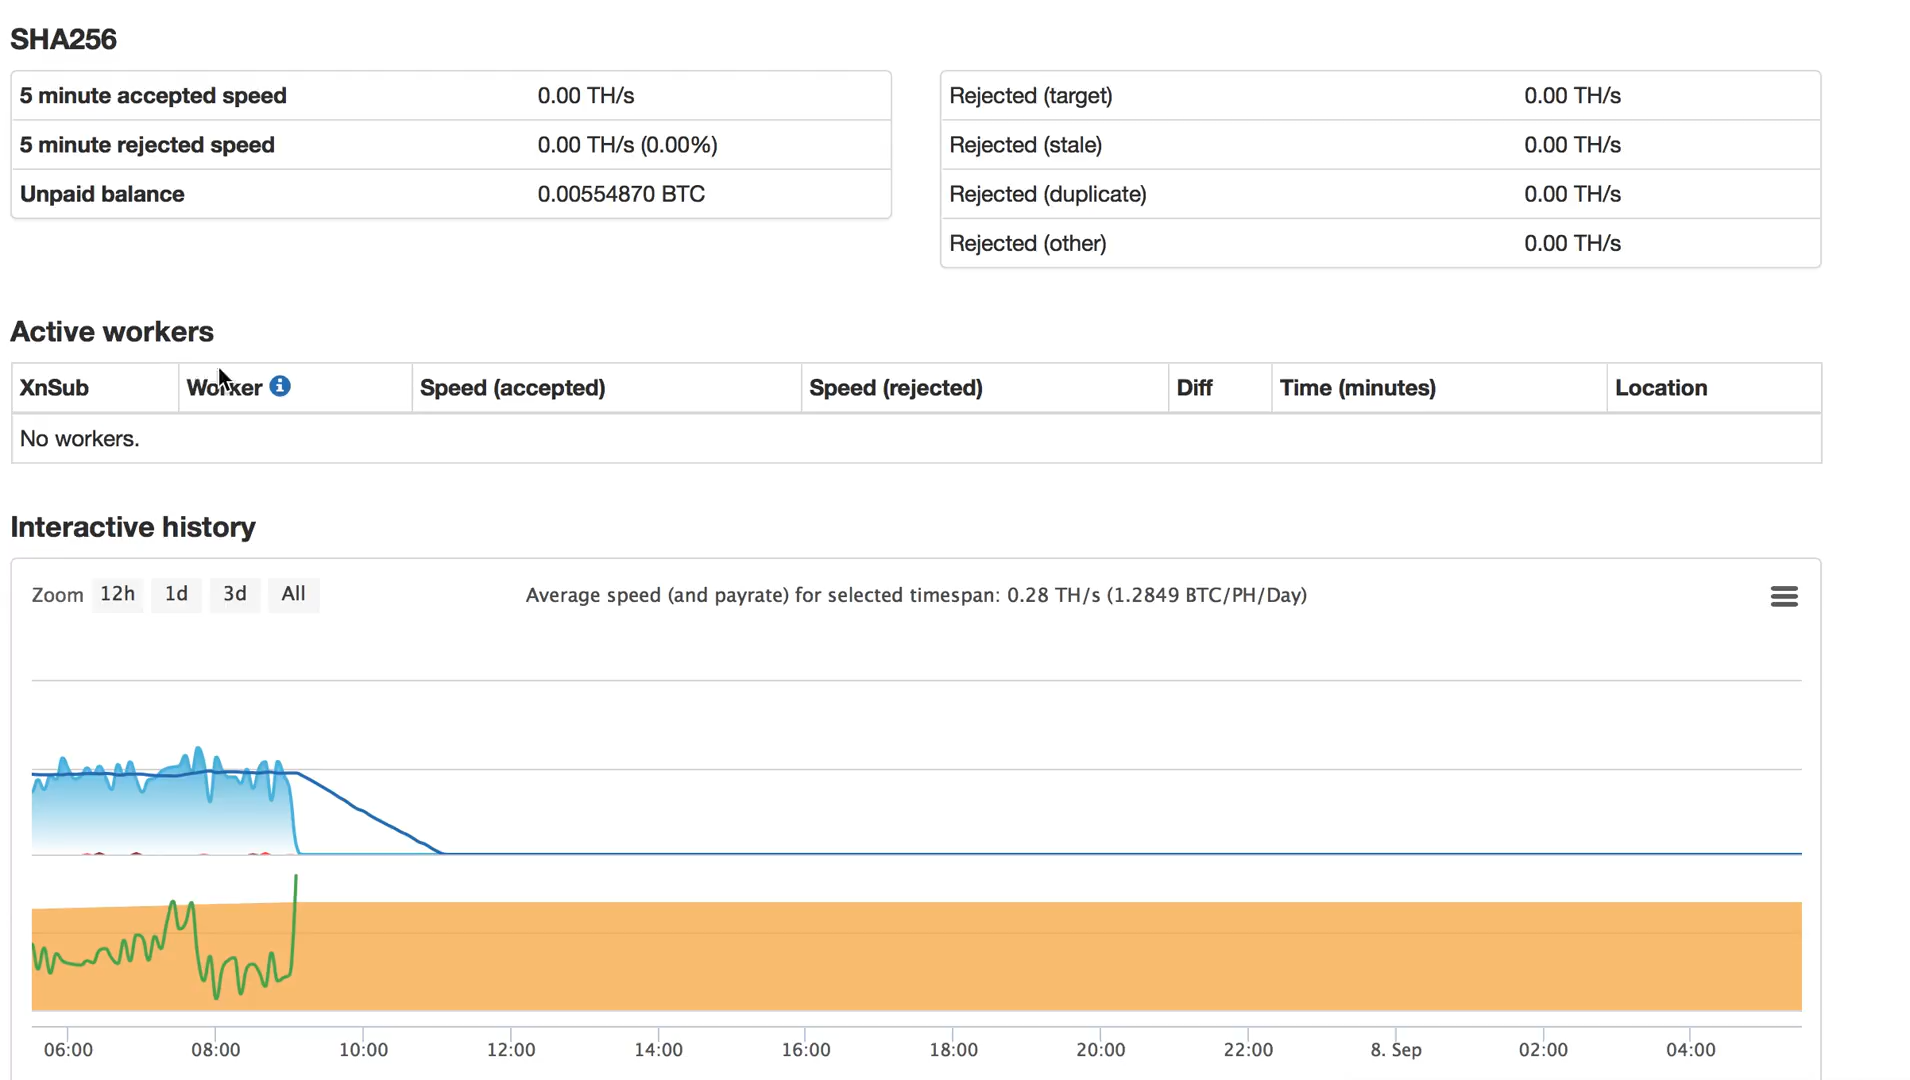 SHA256
5 minute accepted speed 0.00 TH/s
5 minute rejected speed 0.00 TH/s (0.00%)
Unpaid balance 0.00554870 BTC
Rejected (target) 0.00 TH/s
Rejected (stale) 0.00 TH/s
Rejected (duplicate) 0.00 TH/s
Rejected (other) 0.00 TH/s
Active workers
XnSub Worker Speed (accepted) Speed (rejected) Diff Time (minutes) Location
No workers.
Interactive history
Zoom 12h 1d 3d All Average speed (and payrate) for selected timespan: 0.28 TH/s (1.2849 BTC/PH/Day)
06:00 08:00 10:00 12:00 14:00 16:00 18:00 20:00 22:00 8. Sep 02:00 04:00